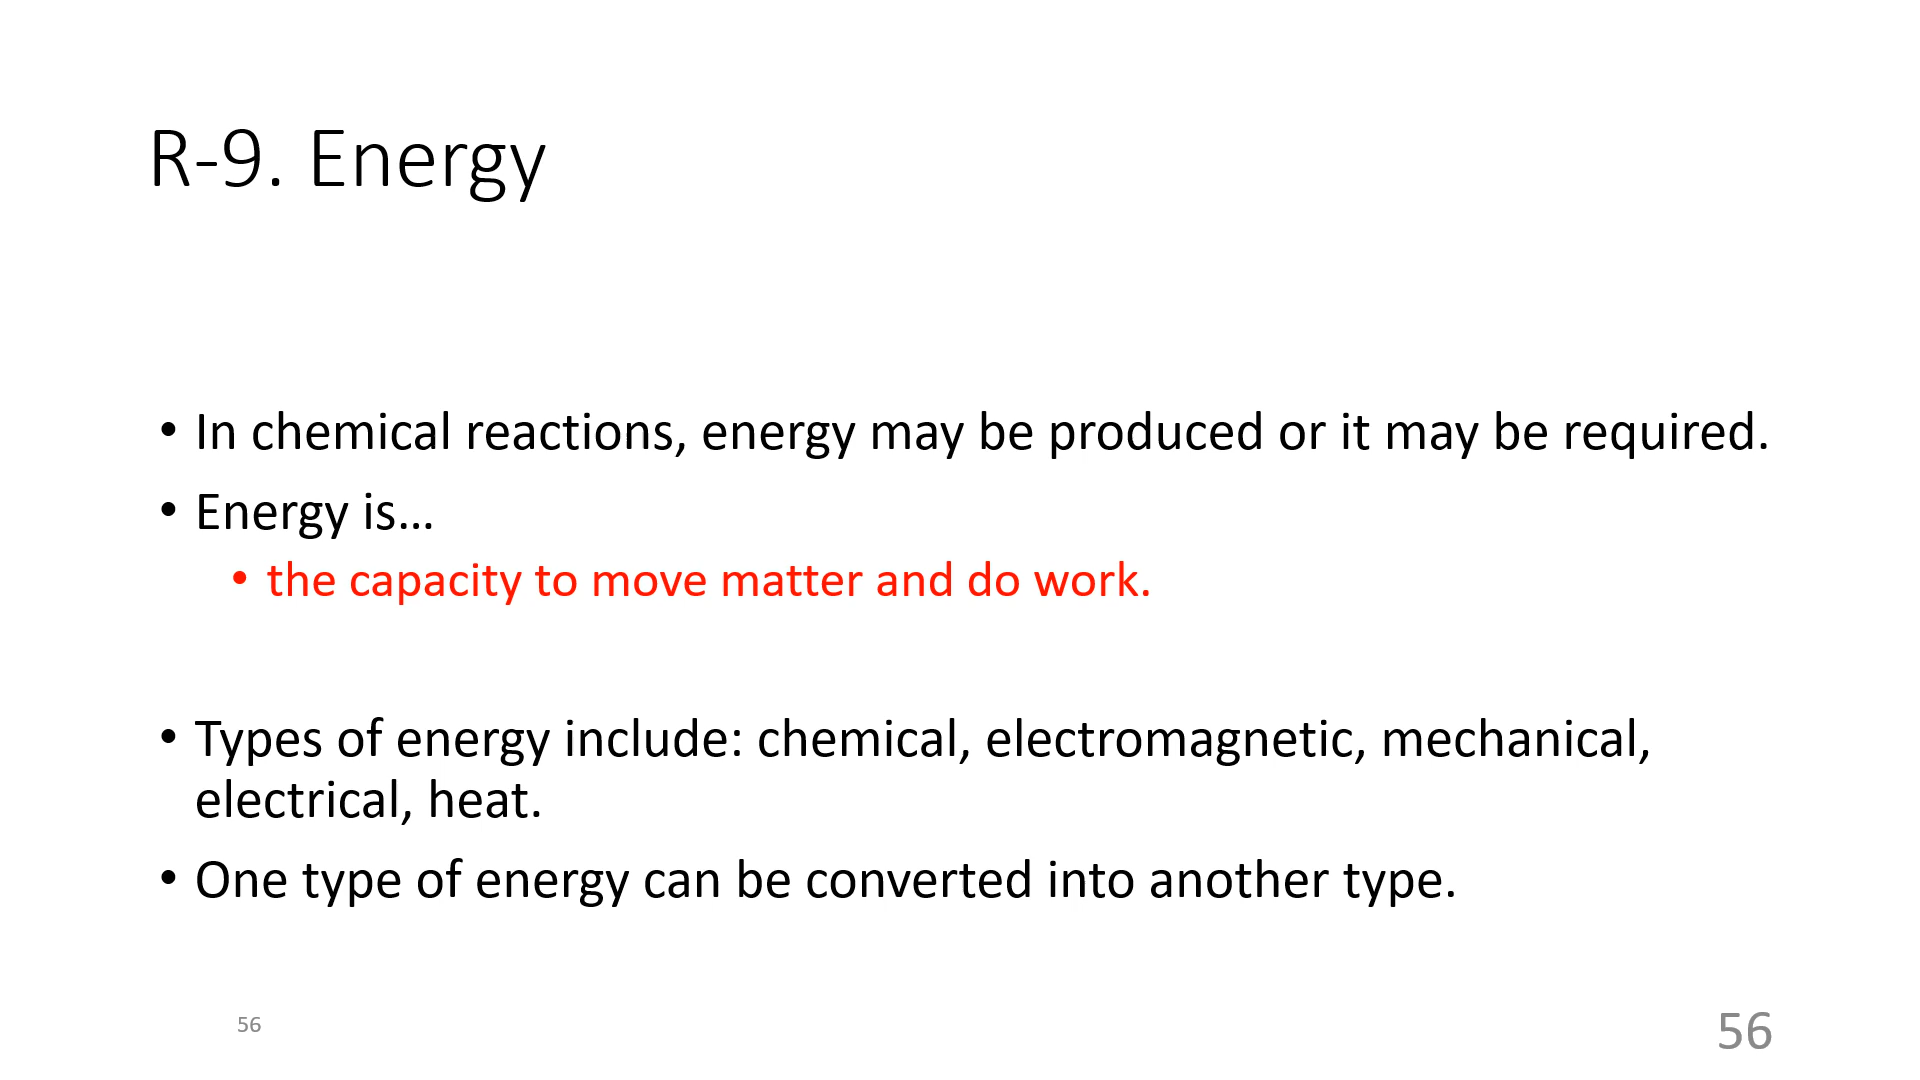 R-9. Energy
• In chemical reactions, energy may be produced or it may be required.
• Energy is…
• the capacity to move matter and do work.
• Types of energy include: chemical, electromagnetic, mechanical,
electrical, heat.
• One type of energy can be converted into another type.
56
56